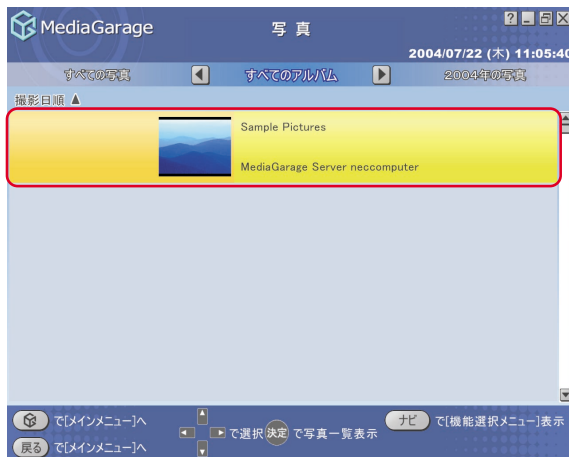 MediaGarage
写真
2004/07/22 (木) 11:05:40
すべての写真 すべてのアルバム 2004年の写真
撮影日順 ▲
Sample Pictures
MediaGarage Server neccomputer
で[メインメニュー]へ
で選択 決定 で写真一覧表示
ナビ で[機能選択メニュー]表示
戻る で[メインメニュー]へ